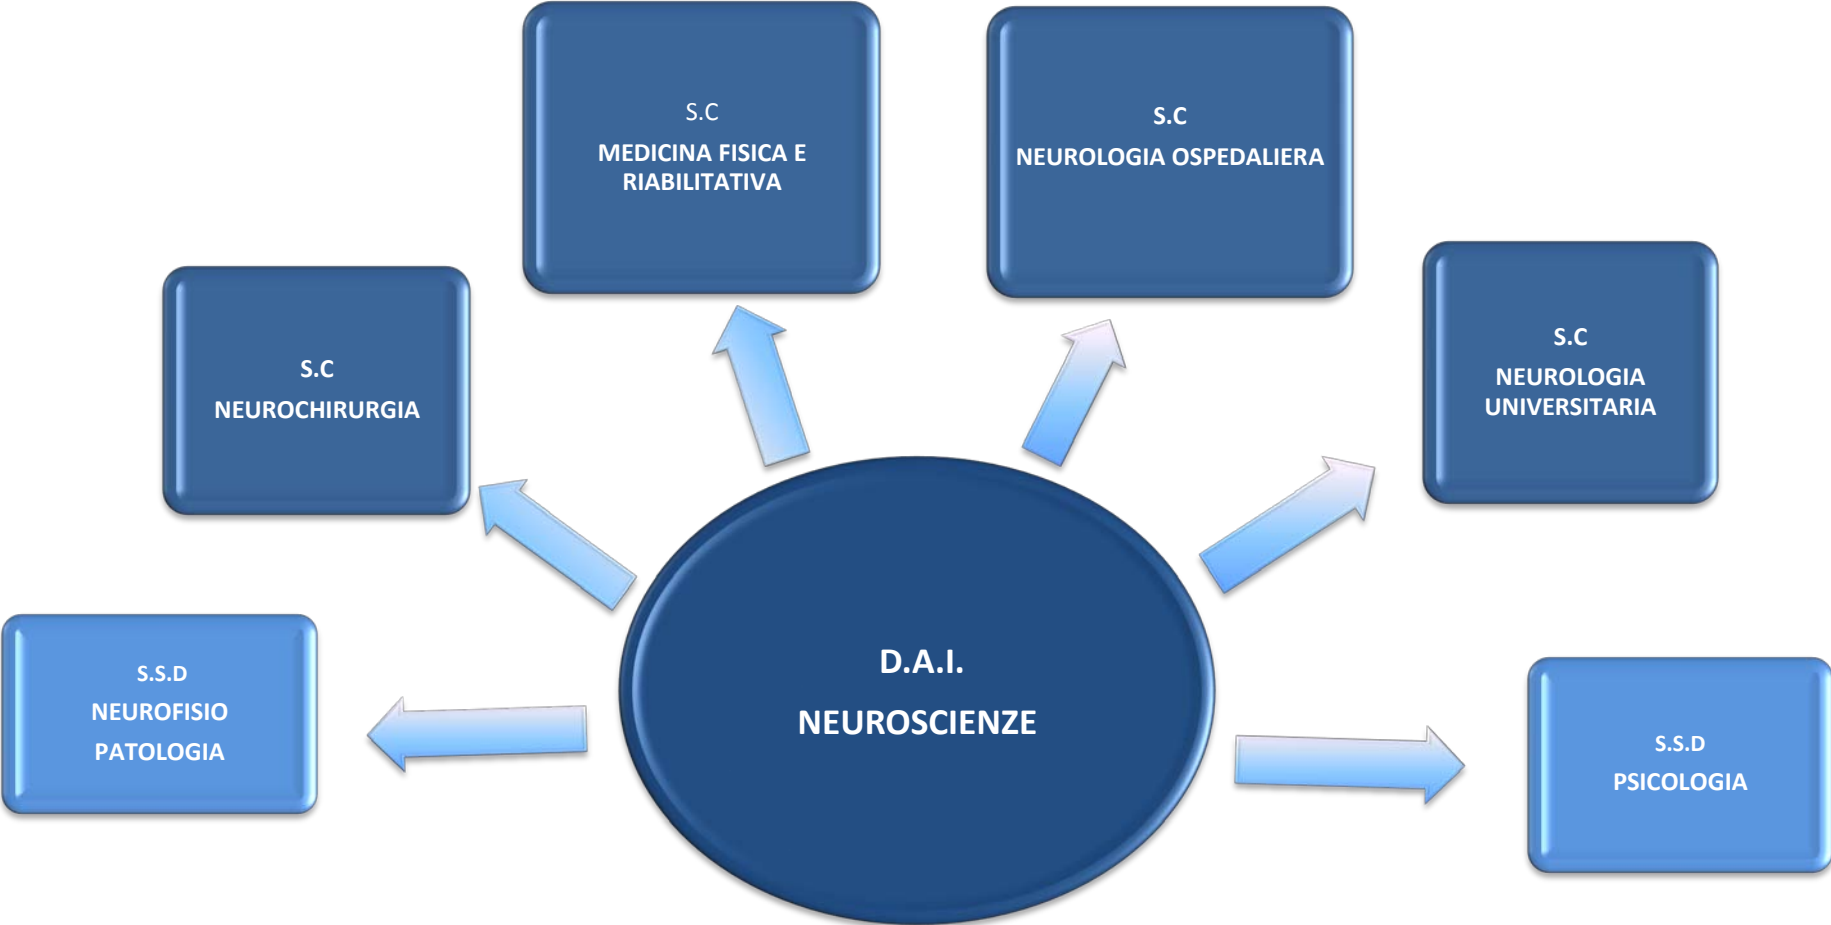 S.C
MEDICINA FISICA E
RIABILITATIVA
S.C
NEUROLOGIA OSPEDALIERA
S.C
NEUROCHIRURGIA
S.C
NEUROLOGIA
UNIVERSITARIA
S.S.D
NEUROFISIO
PATOLOGIA
D.A.I.
NEUROSCIENZE
S.S.D
PSICOLOGIA